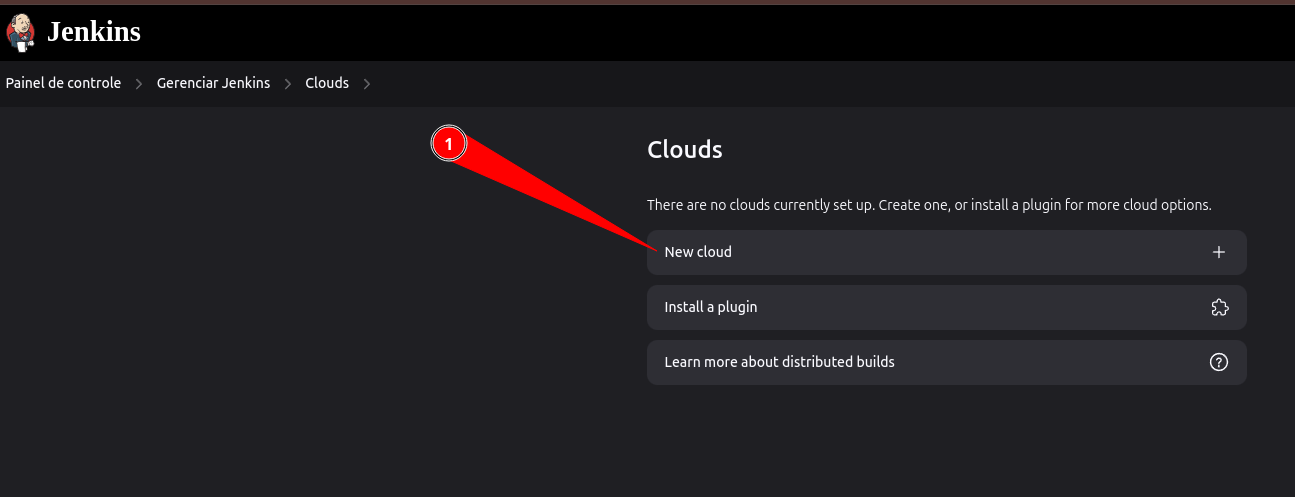 Jenkins
Painel de controle > Gerenciar Jenkins > Clouds >
1
Clouds
There are no clouds currently set up. Create one, or install a plugin for more cloud options.
New cloud +
Install a plugin
Learn more about distributed builds ?